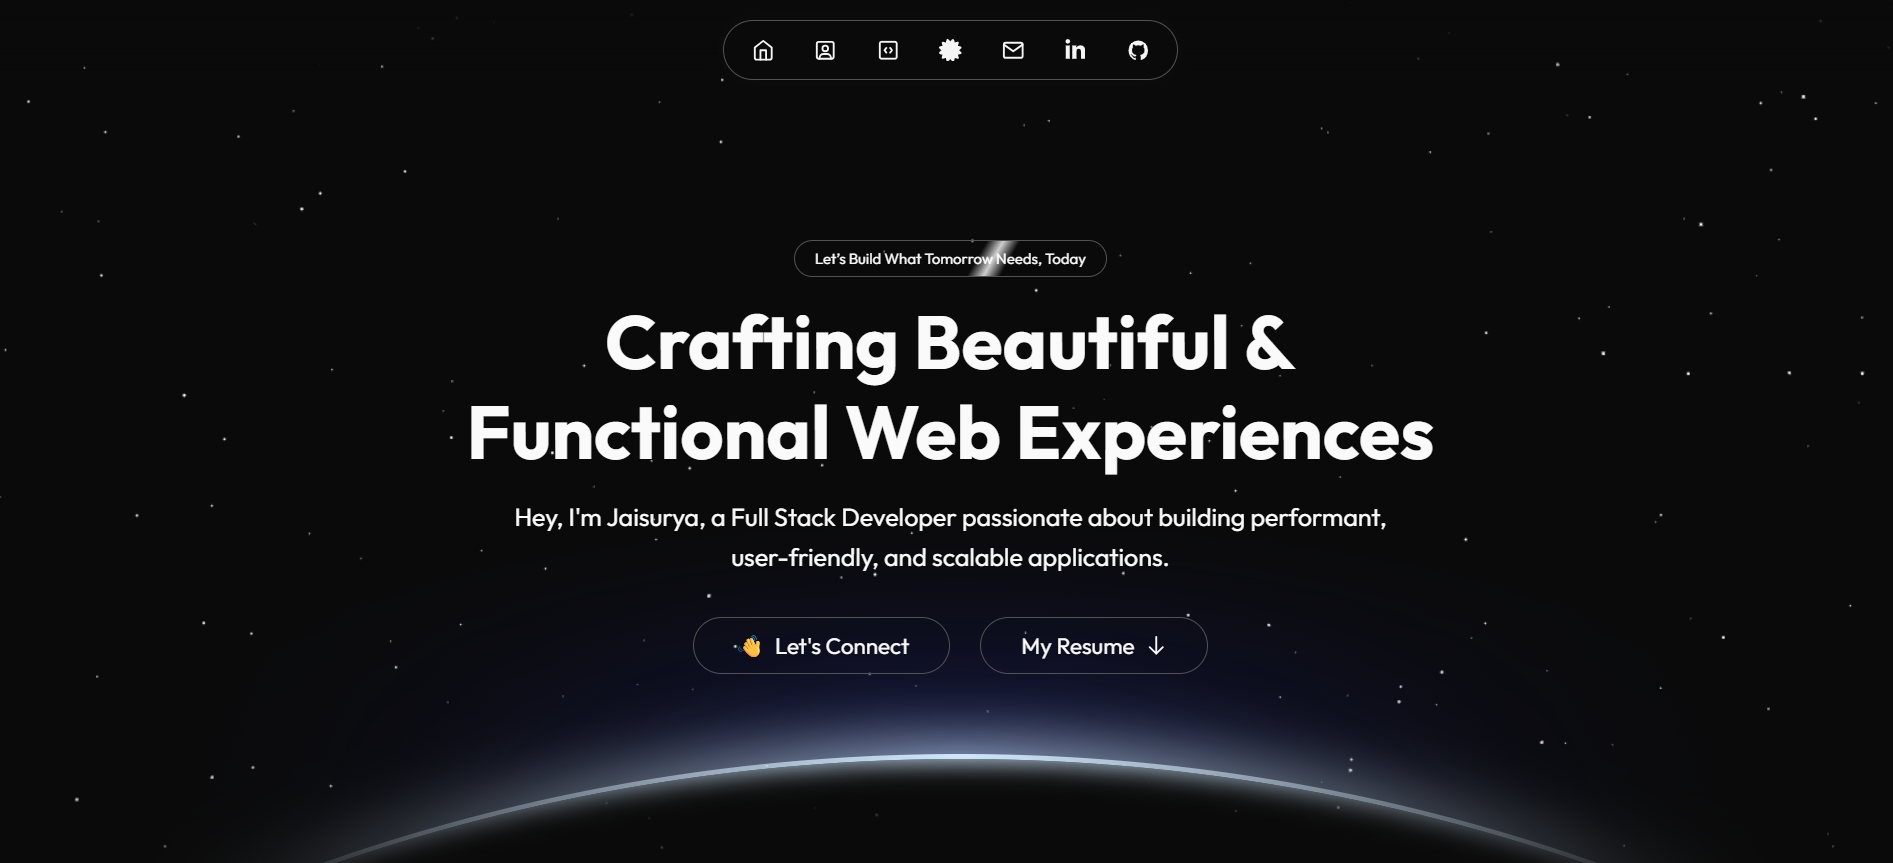 in
Let's Build What Tomorrow Needs, Today
Crafting Beautiful &
Functional Web Experiences
Hey, I'm Jaisurya, a Full Stack Developer passionate about building performant,
user-friendly, and scalable applications.
Let's Connect
My Resume ↓